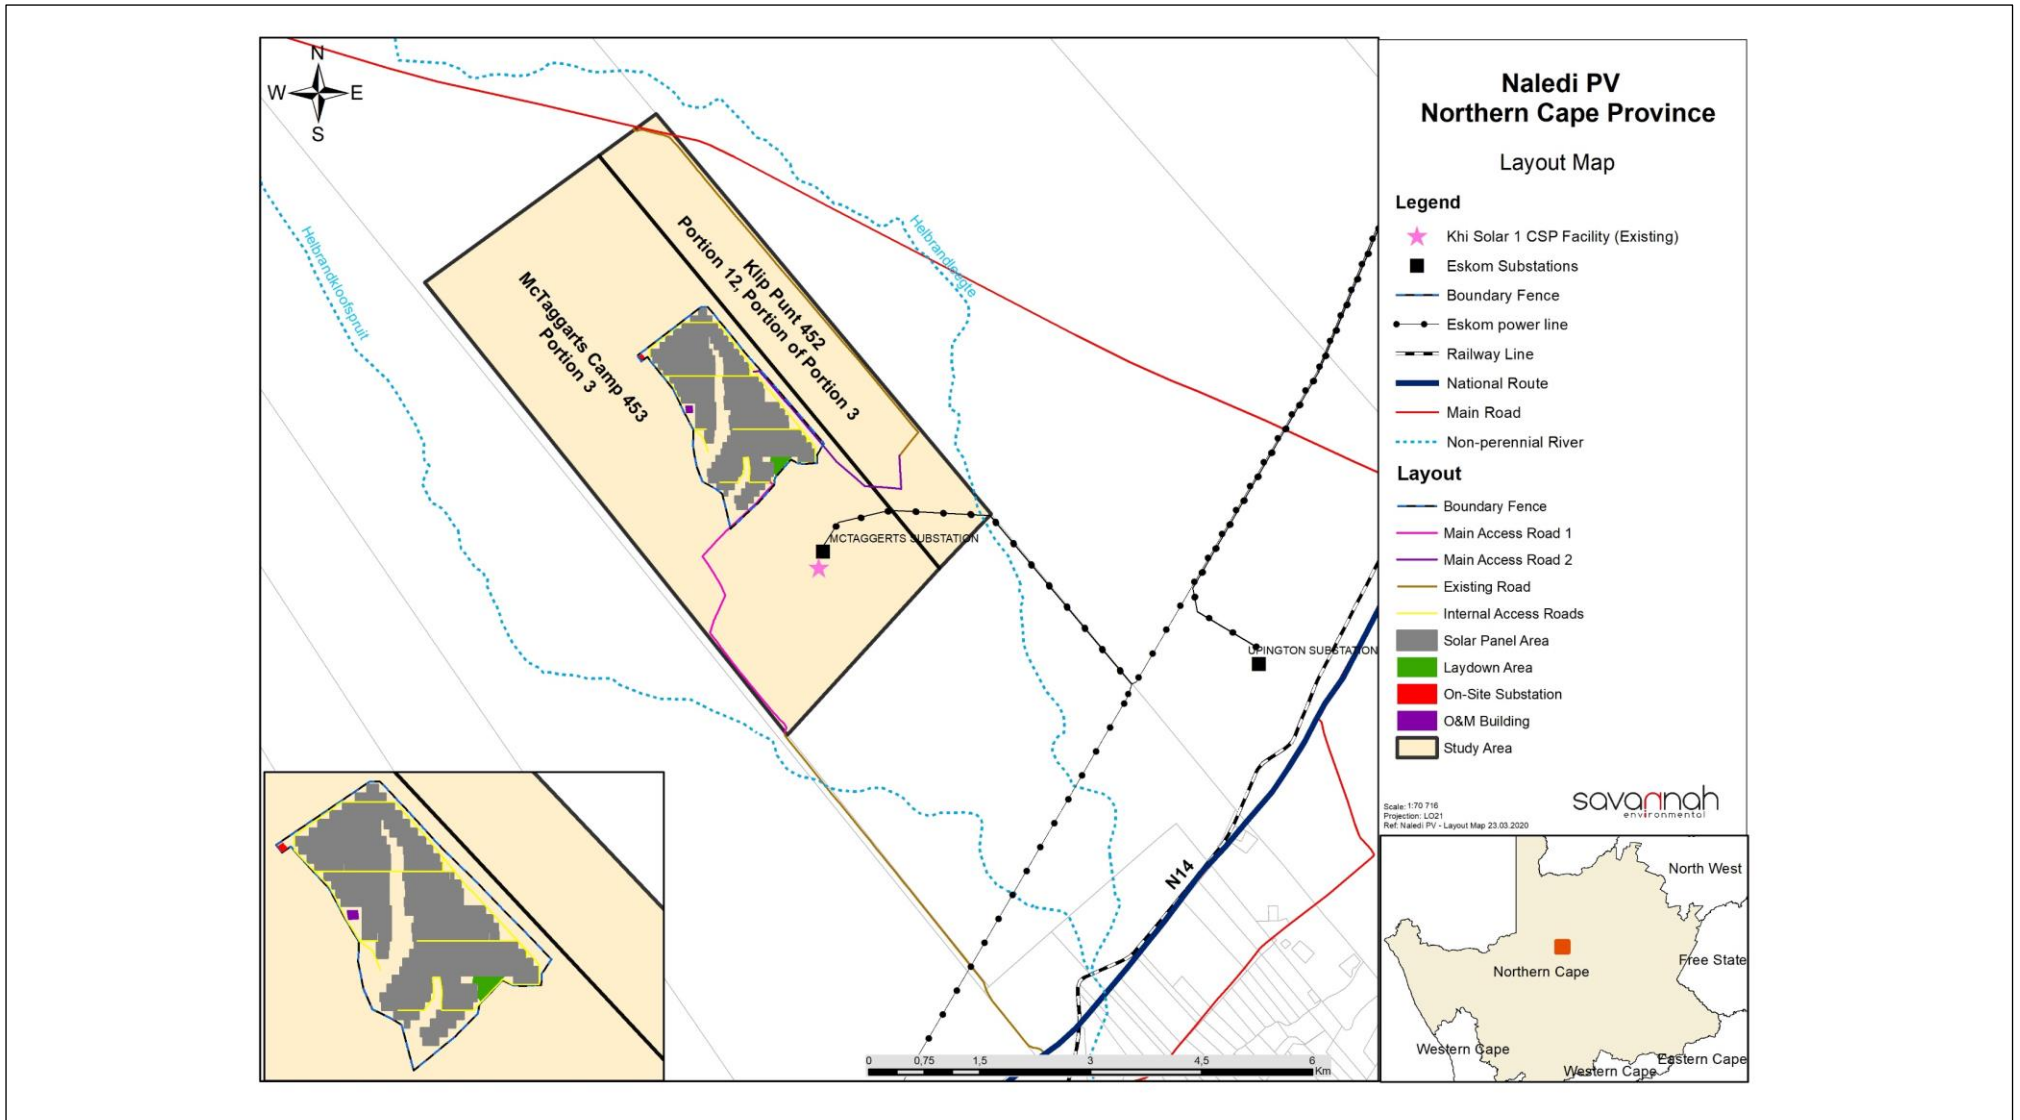 N
W E
S
Helbrandkloofspruit
Helbrandleegte
McTaggarts Camp 453
Portion 3
Klip Punt 452
Portion 12, Portion of Portion 3
MCTAGGERTS SUBSTATION
UPINGTON SUBSTATION
N14
0 0,75 1,5 3 4,5 6
Km
Naledi PV
Northern Cape Province
Layout Map
Legend
Khi Solar 1 CSP Facility (Existing)
Eskom Substations
Boundary Fence
Eskom power line
Railway Line
National Route
Main Road
Non-perennial River
Layout
Boundary Fence
Main Access Road 1
Main Access Road 2
Existing Road
Internal Access Roads
Solar Panel Area
Laydown Area
On-Site Substation
O&M Building
Study Area
Scale: 1:70 716
Projection: LO21
Ref: Naledi PV - Layout Map 23.03.2020
savannah
environmental
North West
Free State
Northern Cape
Western Cape
Eastern Cape
Western Cape